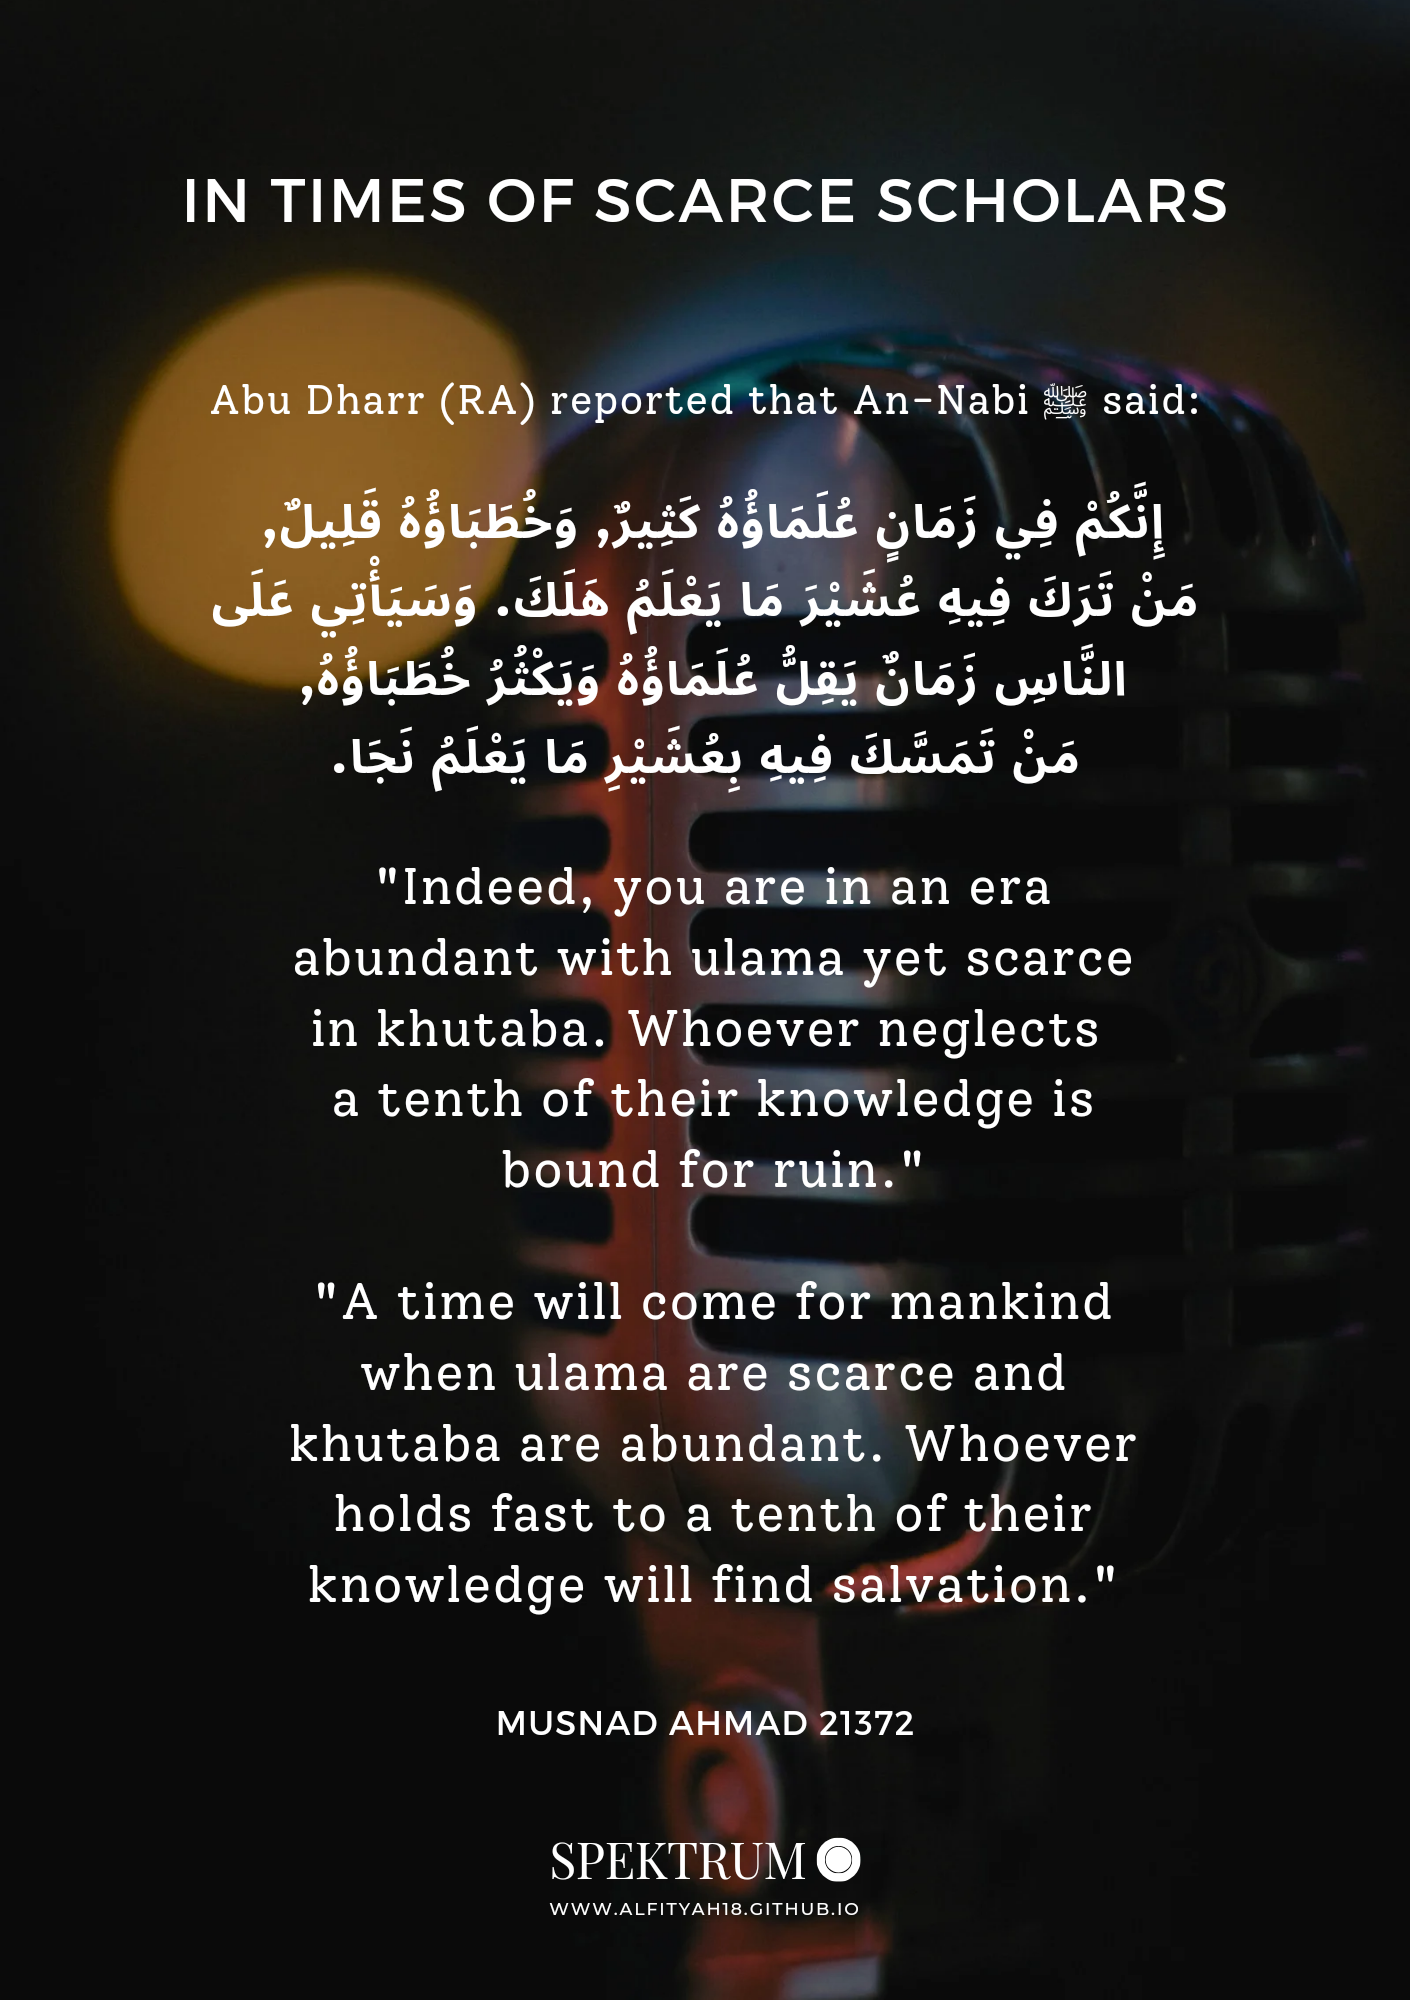 IN TIMES OF SCARCE SCHOLARS
Abu Dharr (RA) reported that An-Nabi ﷺ said:
إِنَّكُمْ فِي زَمَانٍ عُلَمَاؤُهُ كَثِيرٌ, وَخُطَبَاؤُهُ قَلِيلٌ,
مَنْ تَرَكَ فِيهِ عُشَيْرَ مَا يَعْلَمُ هَلَكَ. وَسَيَأْتِي عَلَى
النَّاسِ زَمَانٌ يَقِلُّ عُلَمَاؤُهُ وَيَكْثُرُ خُطَبَاؤُهُ,
مَنْ تَمَسَّكَ فِيهِ بِعُشَيْرِ مَا يَعْلَمُ نَجَا.
"Indeed, you are in an era
abundant with ulama yet scarce
in khutaba. Whoever neglects
a tenth of their knowledge is
bound for ruin."
"A time will come for mankind
when ulama are scarce and
khutaba are abundant. Whoever
holds fast to a tenth of their
knowledge will find salvation."
MUSNAD AHMAD 21372
SPEKTRUM
WWW.ALFITYAH18.GITHUB.IO